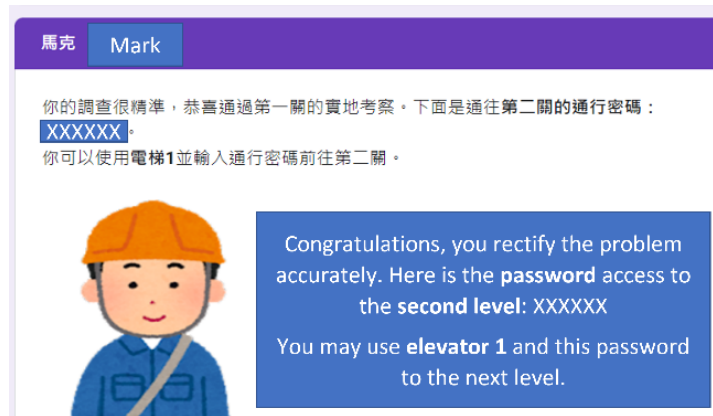 馬克 Mark
你的調查很精準，恭喜通過第一關的實地考察。下面是通往第二關的通行密碼：
XXXXXX。
你可以使用電梯1並輸入通行密碼前往第二關。
Congratulations, you rectify the problem
accurately. Here is the password access to
the second level: XXXXXX
You may use elevator 1 and this password
to the next level.